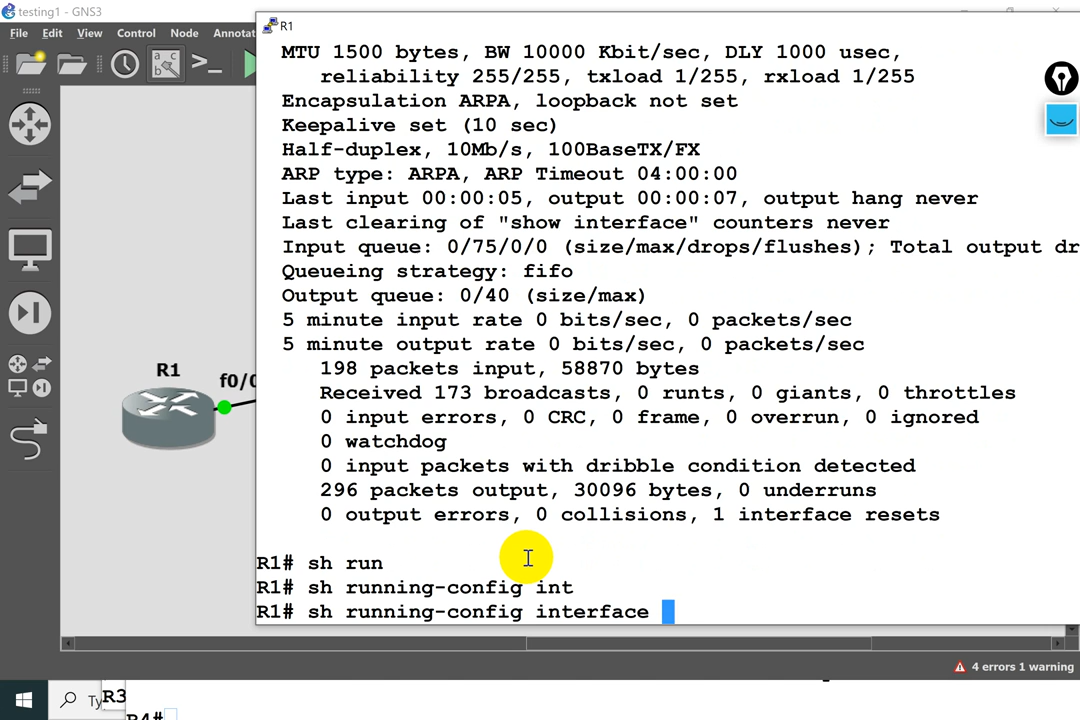 testing1 - GNS3
File Edit View Control Node Annotat
R1
MTU 1500 bytes, BW 10000 Kbit/sec, DLY 1000 usec,
reliability 255/255, txload 1/255, rxload 1/255
Encapsulation ARPA, loopback not set
Keepalive set (10 sec)
Half-duplex, 10Mb/s, 100BaseTX/FX
ARP type: ARPA, ARP Timeout 04:00:00
Last input 00:00:05, output 00:00:07, output hang never
Last clearing of "show interface" counters never
Input queue: 0/75/0/0 (size/max/drops/flushes); Total output dr
Queueing strategy: fifo
Output queue: 0/40 (size/max)
5 minute input rate 0 bits/sec, 0 packets/sec
5 minute output rate 0 bits/sec, 0 packets/sec
198 packets input, 58870 bytes
Received 173 broadcasts, 0 runts, 0 giants, 0 throttles
0 input errors, 0 CRC, 0 frame, 0 overrun, 0 ignored
0 watchdog
0 input packets with dribble condition detected
296 packets output, 30096 bytes, 0 underruns
0 output errors, 0 collisions, 1 interface resets
R1# sh run
R1# sh running-config int
R1# sh running-config interface
R1
f0/0
4 errors 1 warning
Ty
R3
R4#